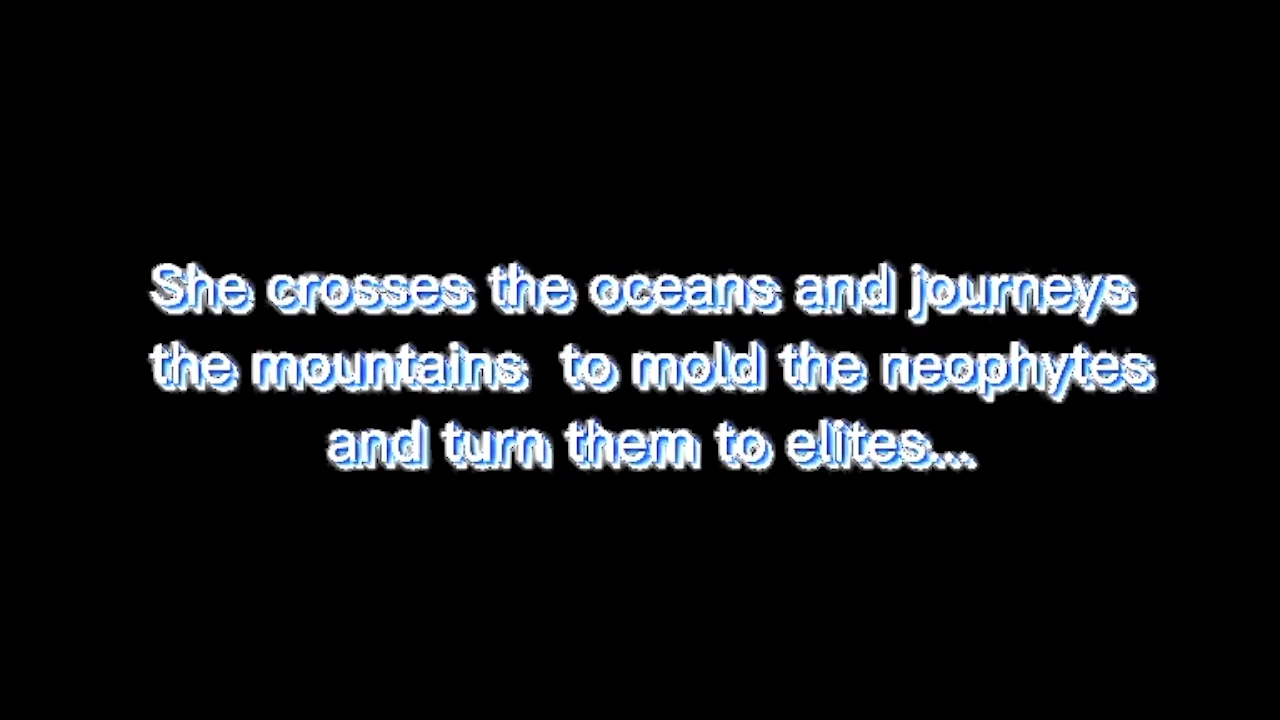 She crosses the oceans and journeys
the mountains  to mold the neophytes
and turn them to elites...